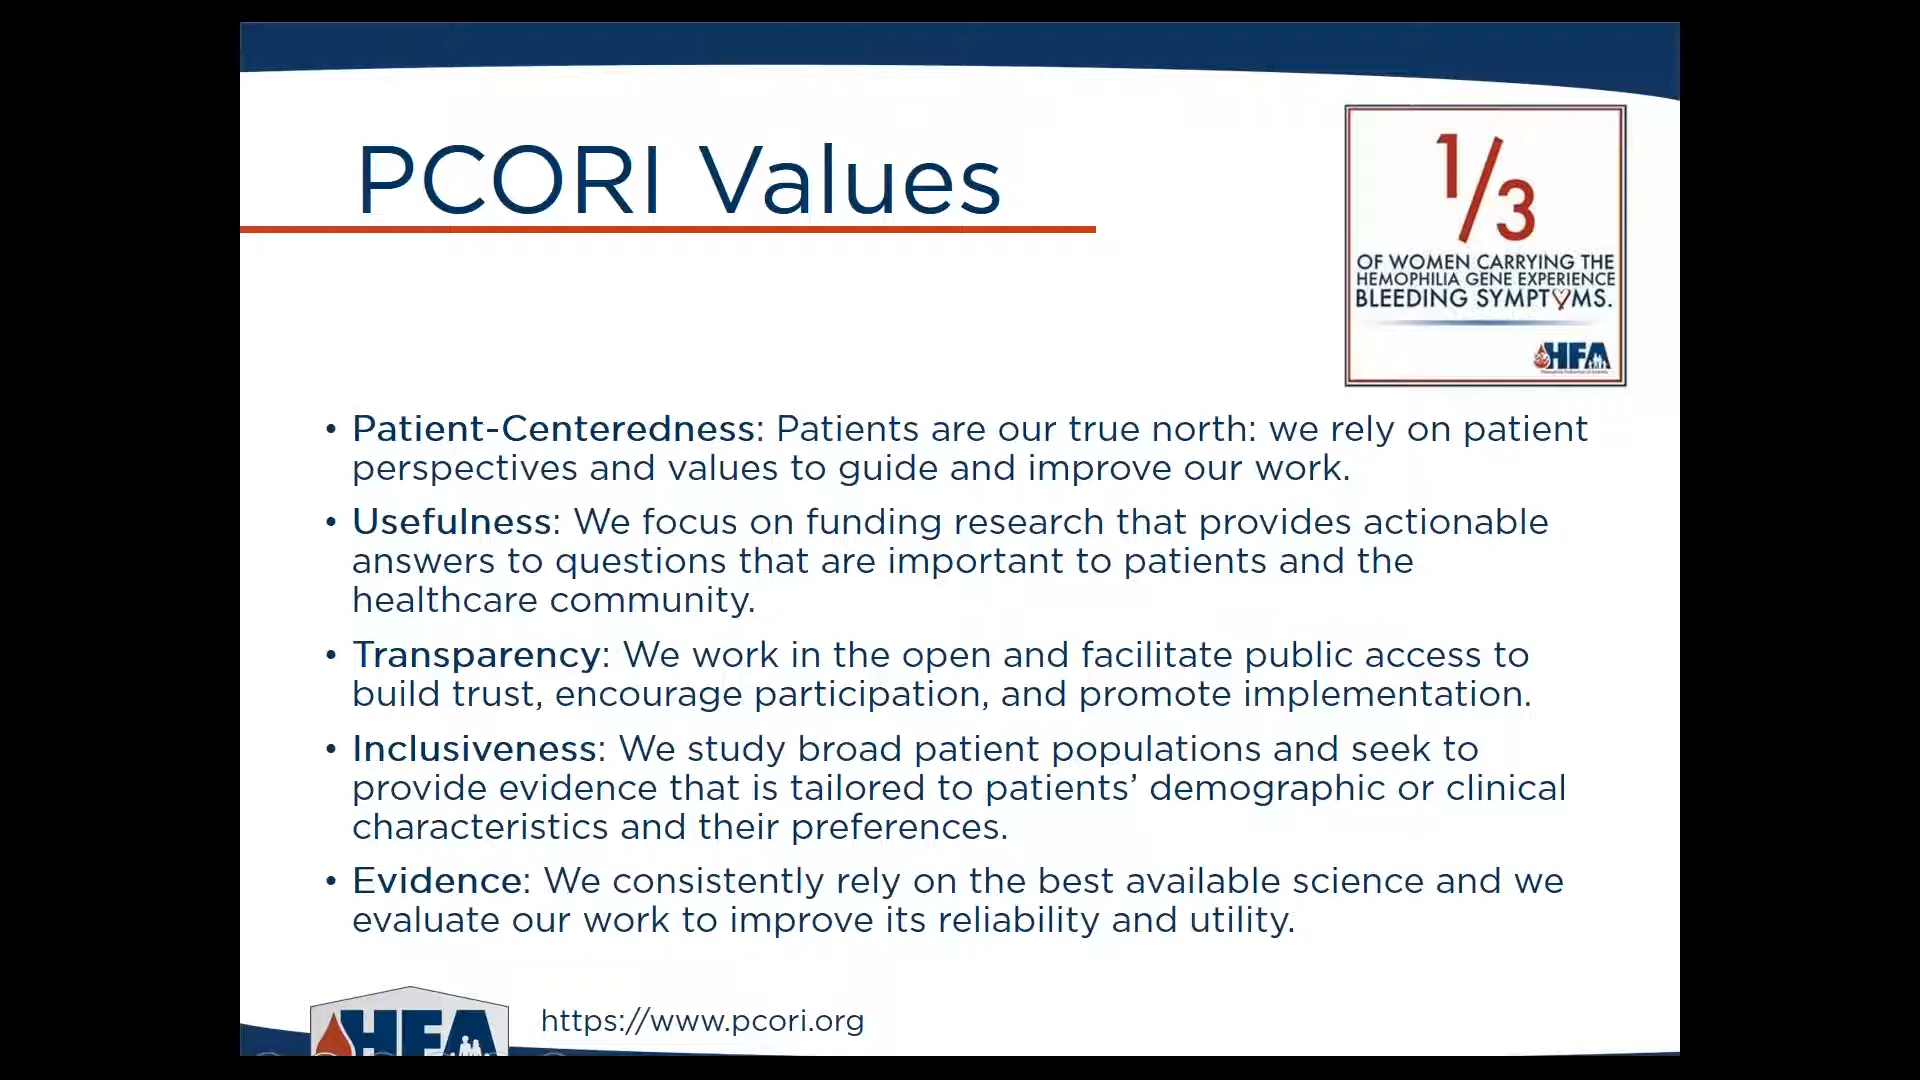 PCORI Values
1/3
OF WOMEN CARRYING THE
HEMOPHILIA GENE EXPERIENCE
BLEEDING SYMPTOMS.
HFA
• Patient-Centeredness: Patients are our true north: we rely on patient
perspectives and values to guide and improve our work.
• Usefulness: We focus on funding research that provides actionable
answers to questions that are important to patients and the
healthcare community.
• Transparency: We work in the open and facilitate public access to
build trust, encourage participation, and promote implementation.
• Inclusiveness: We study broad patient populations and seek to
provide evidence that is tailored to patients’ demographic or clinical
characteristics and their preferences.
• Evidence: We consistently rely on the best available science and we
evaluate our work to improve its reliability and utility.
HFA
https://www.pcori.org